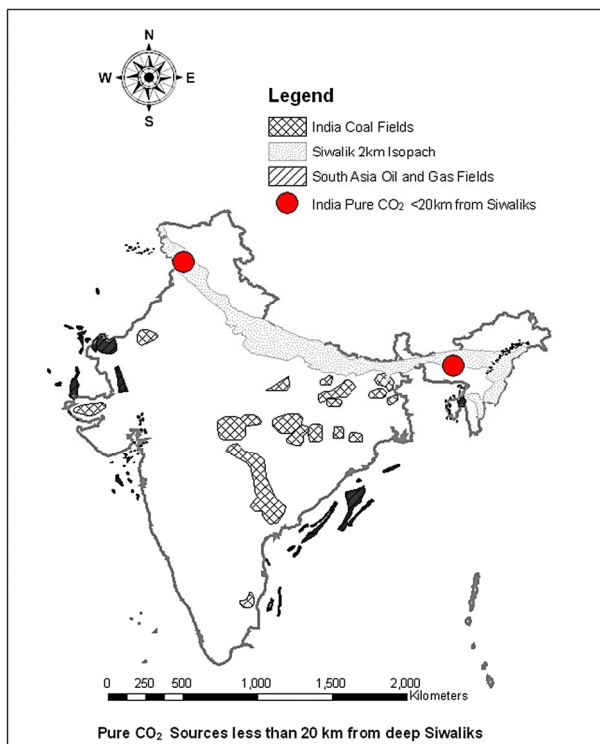 N
W E
S
Legend
India Coal Fields
Siwalik 2km Isopach
South Asia Oil and Gas Fields
India Pure CO₂ <20km from Siwaliks
0 250 500 1,000 1,500 2,000
Kilometers
Pure CO₂ Sources less than 20 km from deep Siwaliks